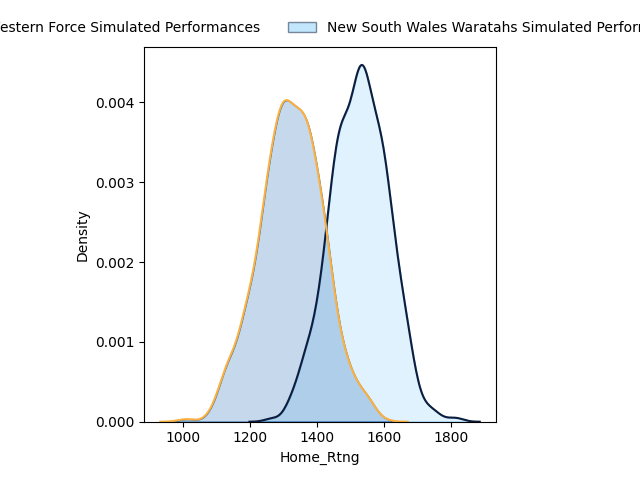 estern Force Simulated Performances New South Wales Waratahs Simulated Perfor
0.004
0.003
0.002
0.001
0.000
Density
1000 1200 1400 1600 1800
Home_Rtng